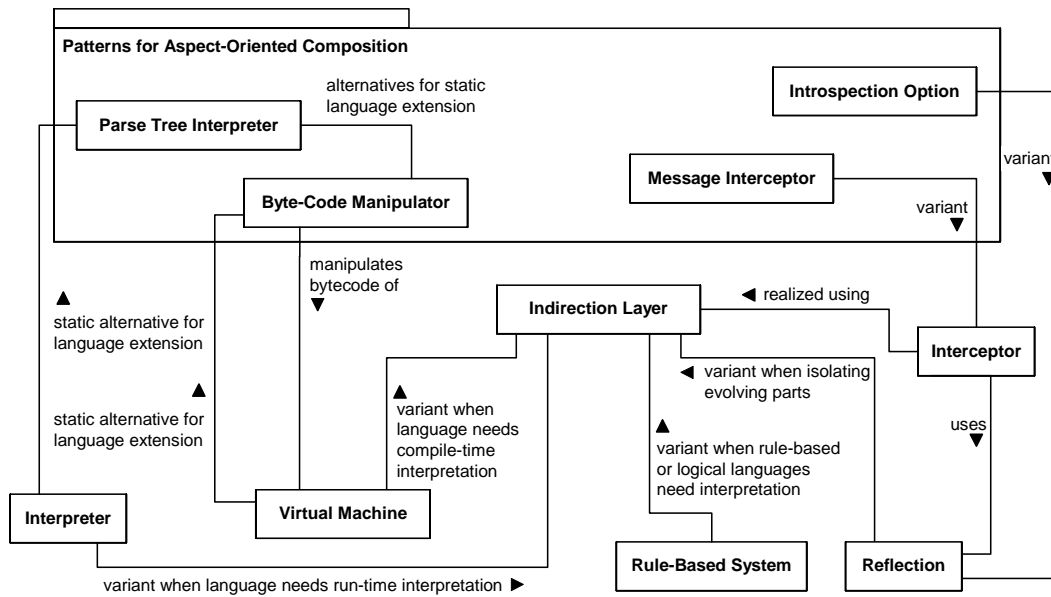 Patterns for Aspect-Oriented Composition
alternatives for static
language extension
Introspection Option
Parse Tree Interpreter
Message Interceptor
variant
Byte-Code Manipulator
variant
manipulates
bytecode of
Indirection Layer
realized using
static alternative for
language extension
Interceptor
variant when isolating
evolving parts
static alternative for
language extension
variant when
language needs
compile-time
interpretation
uses
variant when rule-based
or logical languages
need interpretation
Interpreter
Virtual Machine
Rule-Based System
Reflection
variant when language needs run-time interpretation